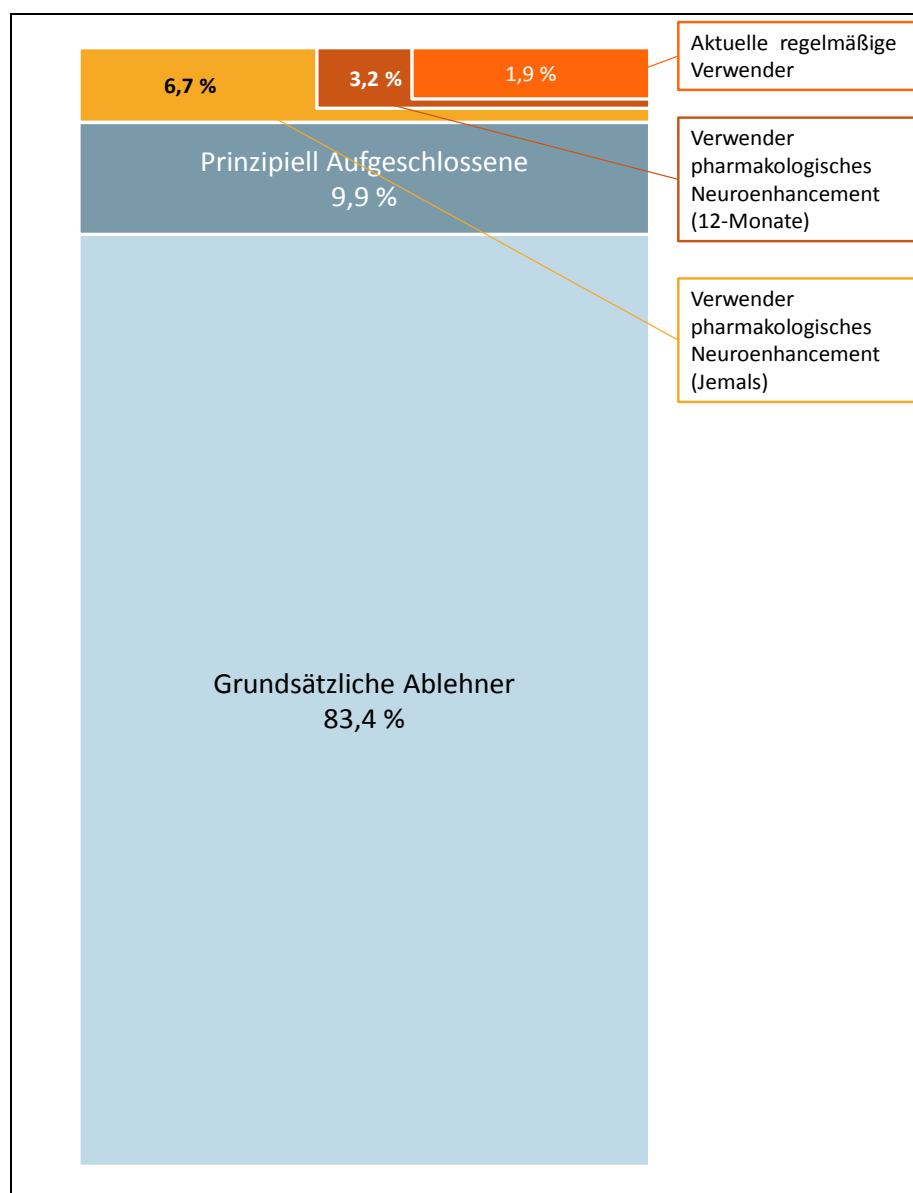 6,7 %
3,2 %
1,9 %
Aktuelle regelmäßige
Verwender
Prinzipiell Aufgeschlossene
9,9 %
Verwender
pharmakologisches
Neuroenhancement
(12-Monate)
Verwender
pharmakologisches
Neuroenhancement
(Jemals)
Grundsätzliche Ablehner
83,4 %